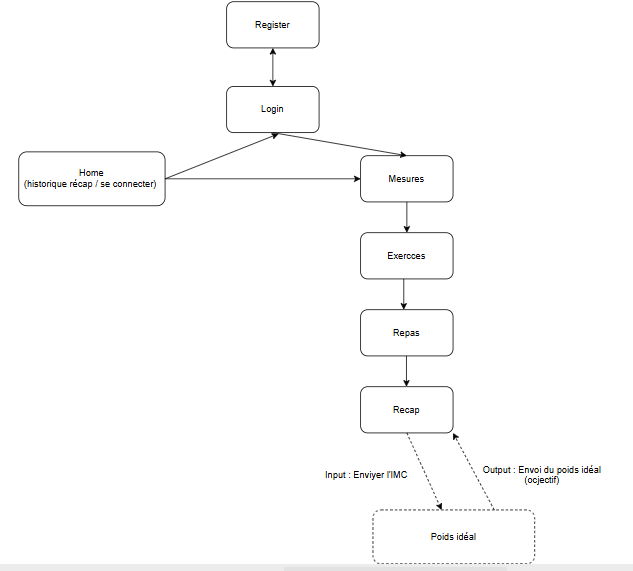 Register
Login
Home
(historique récap / se connecter)
Mesures
Exercces
Repas
Recap
Input : Enviyer l'IMC
Output : Envoi du poids idéal
(ocjectif)
Poids idéal